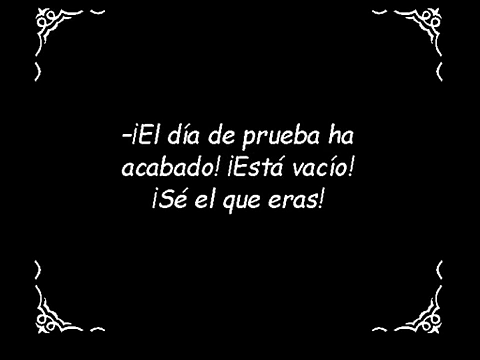 -¡El día de prueba ha
acabado! ¡Está vacío!
¡Sé el que eras!